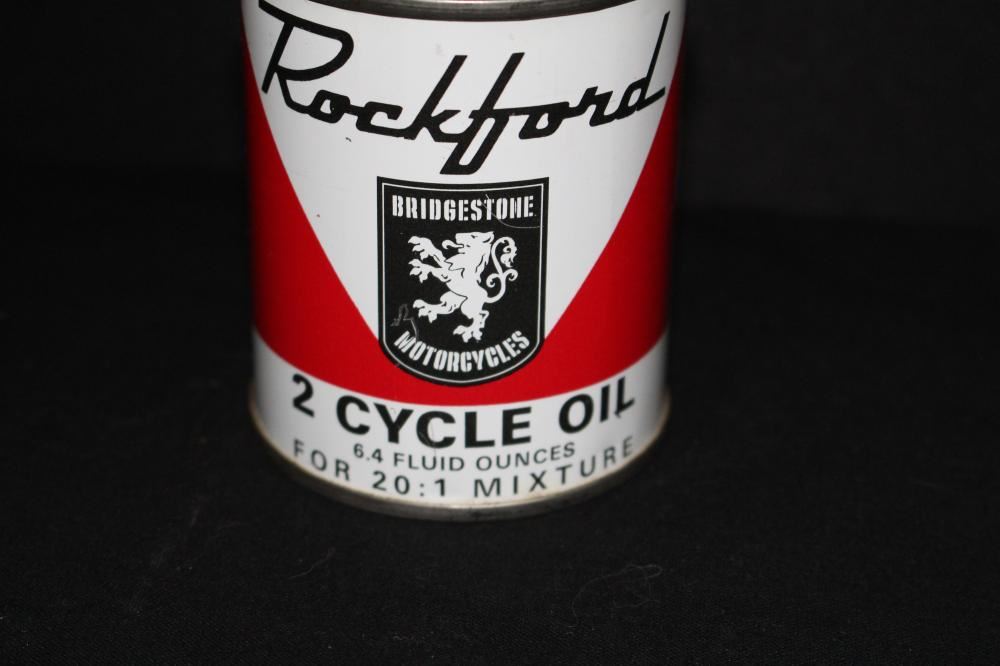 Rockford
BRIDGESTONE
MOTORCYCLES
2 CYCLE OIL
6.4 FLUID OUNCES
FOR 20:1 MIXTURE